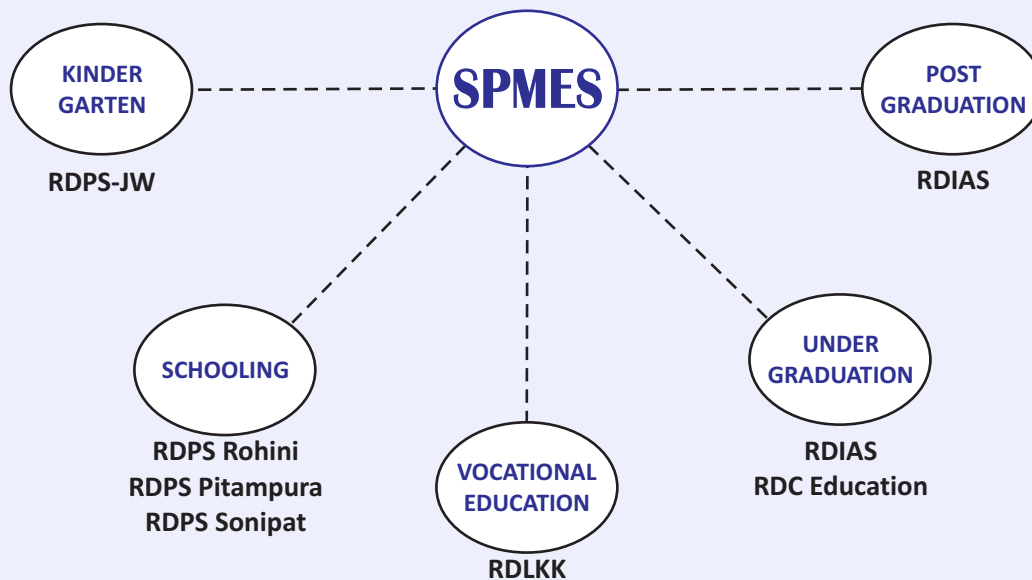 KINDER
GARTEN
RDPS-JW
SPMES
POST
GRADUATION
RDIAS
SCHOOLING
RDPS Rohini
RDPS Pitampura
RDPS Sonipat
VOCATIONAL
EDUCATION
RDLKK
UNDER
GRADUATION
RDIAS
RDC Education